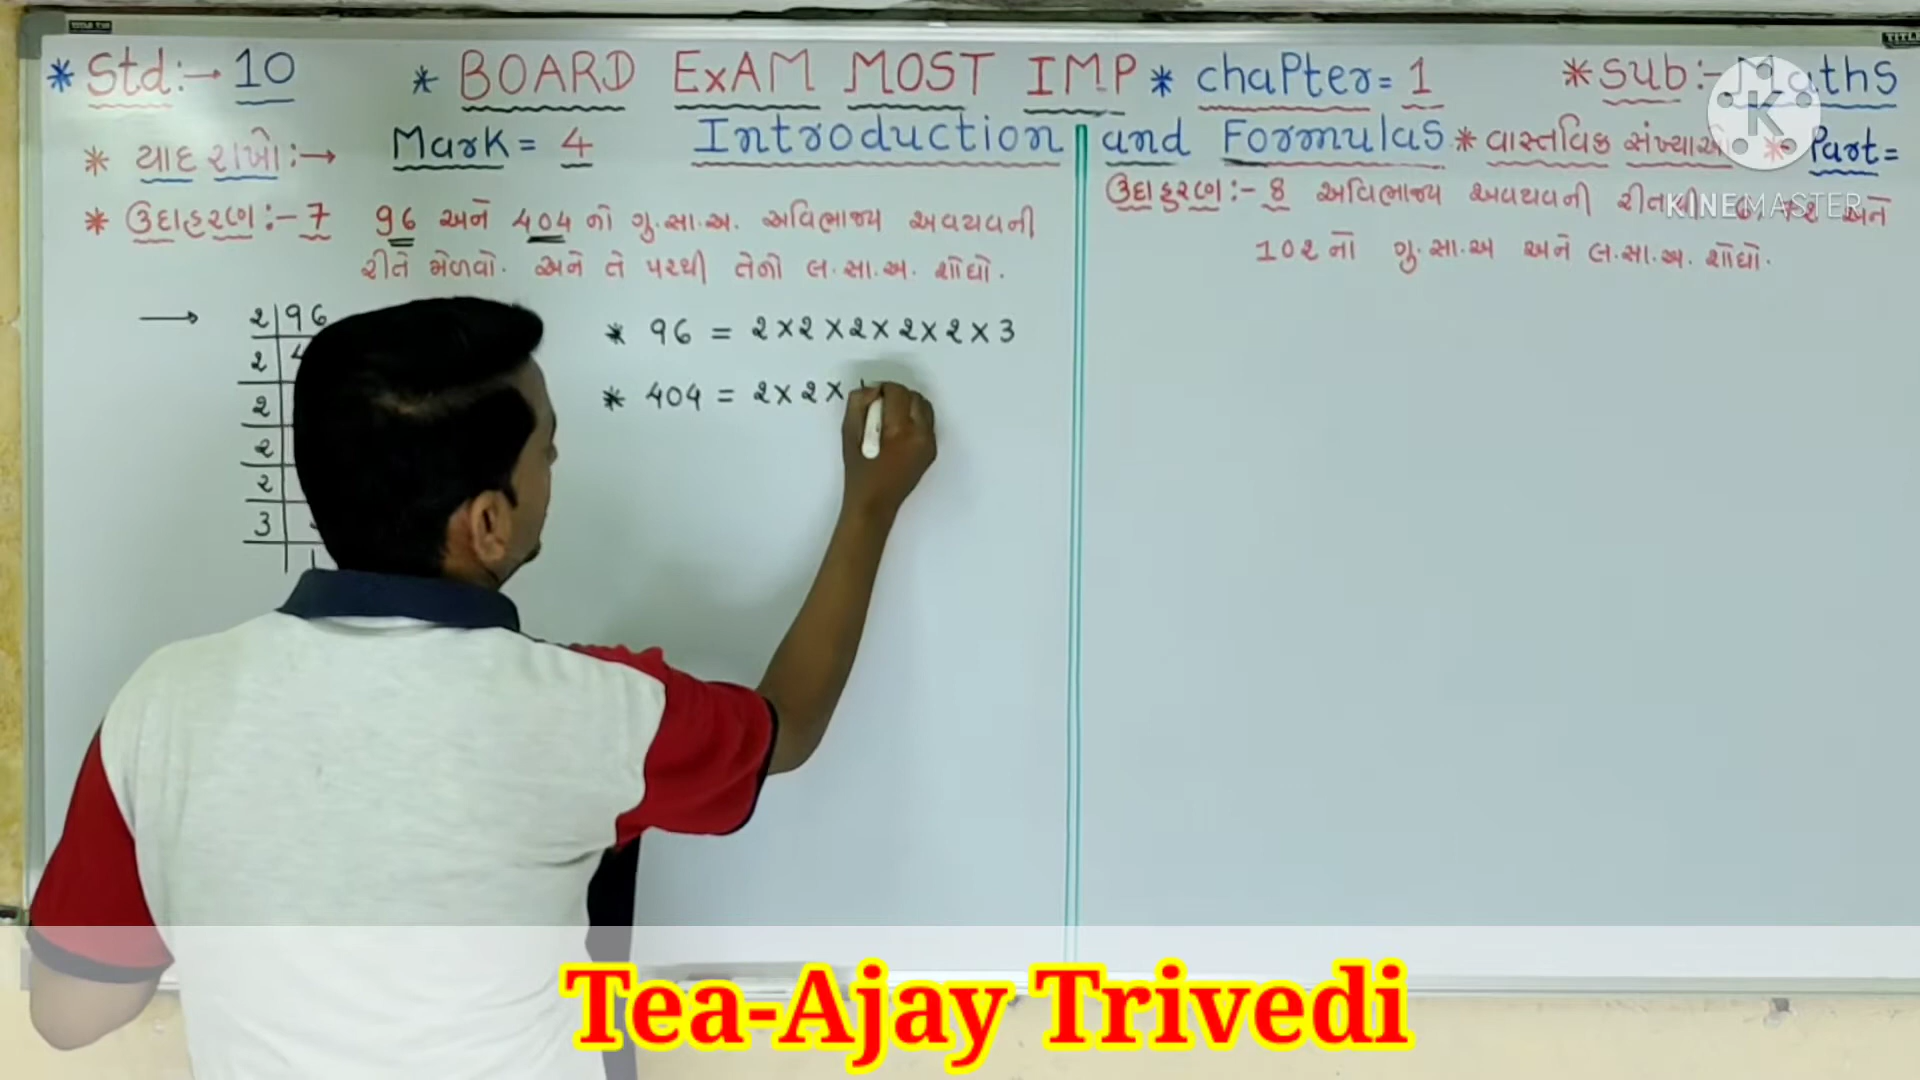 * Std:→ 10 * BOARD ExAM MOST IMP * chapter = 1 * Sub:- Maths
* યાદ રાખો:→ Mark = 4 Introduction and Formulas * વાસ્તવિક સંખ્યાઓ * Part=
* ઉદાહરણ:- 7 96 અને 404 નો ગુ.સા.અ. અવિભાજ્ય અવયવની
રીતે મેળવો. અને તે પરથી તેનો લ.સા.અ. શોધો.
ઉદાહરણ:- 8 અવિભાજ્ય અવયવની અને
102 નો ગુ.સા.અ અને લ.સા.અ. શોધો.
KINEMASTER
→ 2 96
2 4
2
2
2
3
1
* 96 = 2×2×2×2×2×3
* 404 = 2×2×1
Tea-Ajay Trivedi